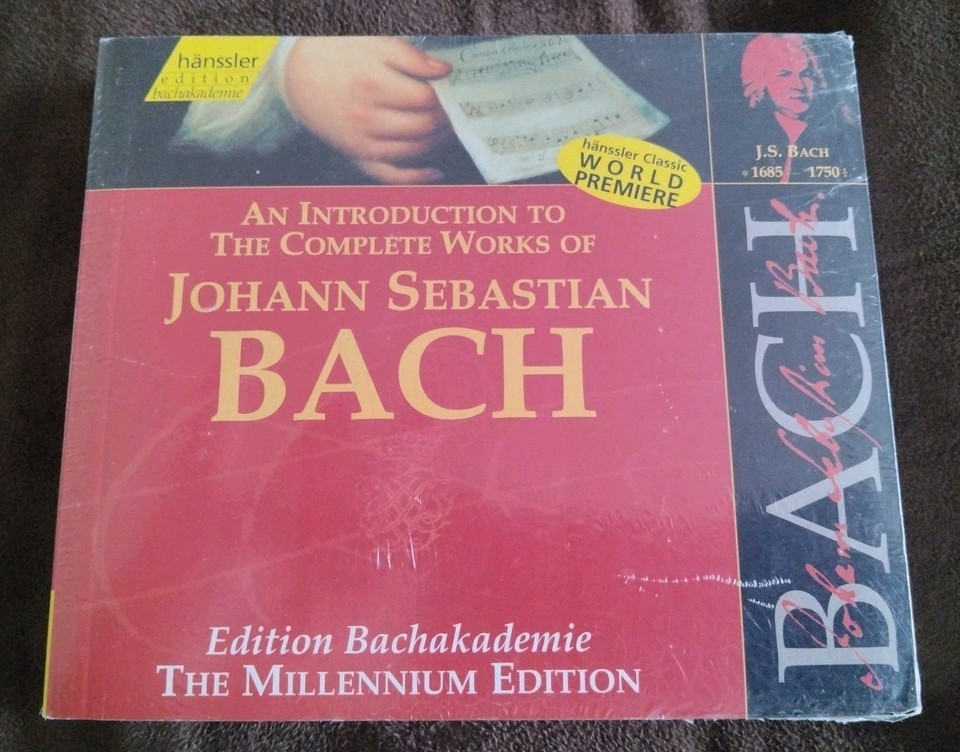 hänssler
edition
bachakademie
hänssler Classic
WORLD
PREMIERE
J.S. BACH
* 1685 – 1750 ‡
AN INTRODUCTION TO
THE COMPLETE WORKS OF
JOHANN SEBASTIAN
BACH
Edition Bachakademie
THE MILLENNIUM EDITION
BACH